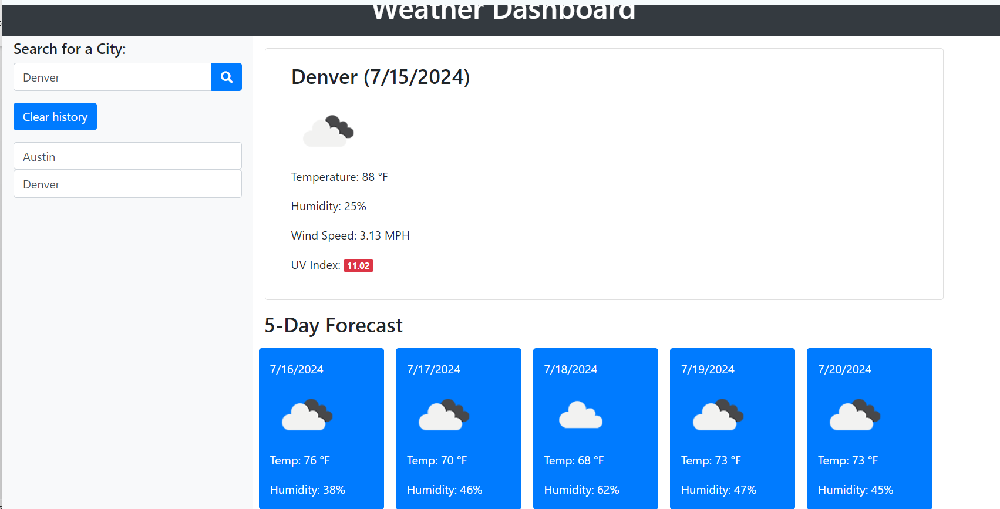 Weather Dashboard
Search for a City:
Denver
Clear history
Austin
Denver
Denver (7/15/2024)
Temperature: 88 °F
Humidity: 25%
Wind Speed: 3.13 MPH
UV Index: 11.02
5-Day Forecast
7/16/2024
Temp: 76 °F
Humidity: 38%
7/17/2024
Temp: 70 °F
Humidity: 46%
7/18/2024
Temp: 68 °F
Humidity: 62%
7/19/2024
Temp: 73 °F
Humidity: 47%
7/20/2024
Temp: 73 °F
Humidity: 45%